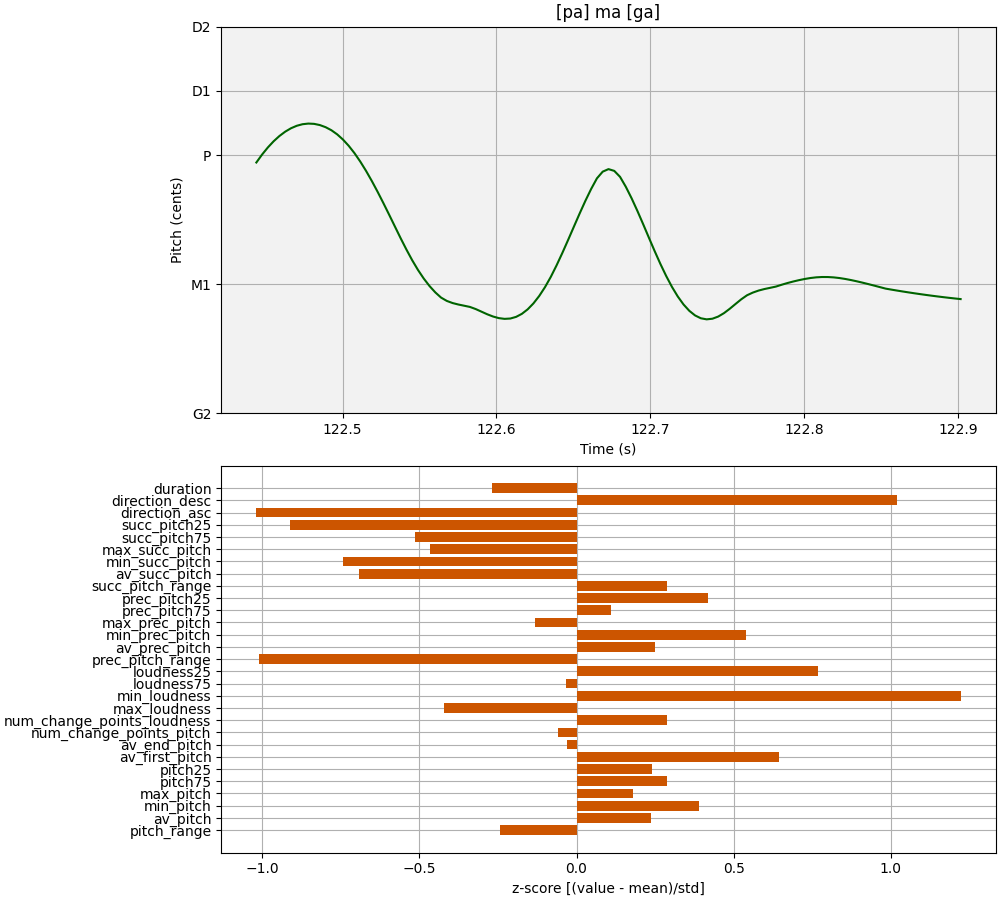 [pa] ma [ga]
D2
D1
P
M1
G2
Pitch (cents)
122.5 122.6 122.7 122.8 122.9
Time (s)
duration
direction_desc
direction_asc
succ_pitch25
succ_pitch75
max_succ_pitch
min_succ_pitch
av_succ_pitch
succ_pitch_range
prec_pitch25
prec_pitch75
max_prec_pitch
min_prec_pitch
av_prec_pitch
prec_pitch_range
loudness25
loudness75
min_loudness
max_loudness
num_change_points_loudness
num_change_points_pitch
av_end_pitch
av_first_pitch
pitch25
pitch75
max_pitch
min_pitch
av_pitch
pitch_range
−1.0 −0.5 0.0 0.5 1.0
z-score [(value - mean)/std]